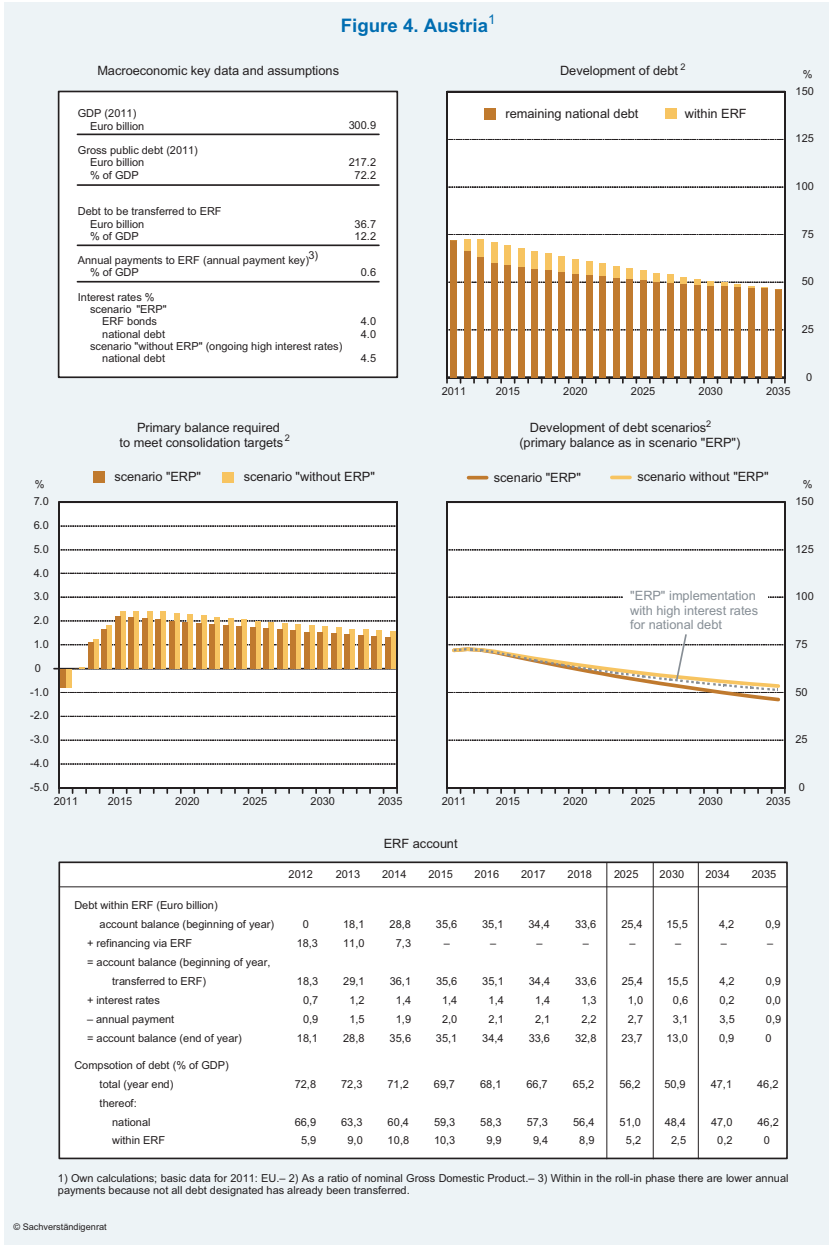 Figure 4. Austria1
Macroeconomic key data and assumptions
GDP (2011)
Euro billion 300.9
Gross public debt (2011)
Euro billion 217.2
% of GDP 72.2
Debt to be transferred to ERF
Euro billion 36.7
% of GDP 12.2
Annual payments to ERF (annual payment key)3)
% of GDP 0.6
Interest rates %
scenario "ERP"
ERF bonds 4.0
national debt 4.0
scenario "without ERP" (ongoing high interest rates)
national debt 4.5
Development of debt2
%
remaining national debt within ERF
150
125
100
75
50
25
0
2011 2015 2020 2025 2030 2035
Primary balance required
to meet consolidation targets2
scenario "ERP" scenario "without ERP"
%
7.0
6.0
5.0
4.0
3.0
2.0
1.0
0
-1.0
-2.0
-3.0
-4.0
-5.0
2011 2015 2020 2025 2030 2035
Development of debt scenarios2
(primary balance as in scenario "ERP")
scenario "ERP" scenario without "ERP"
%
150
125
100
75
50
25
0
"ERP" implementation
with high interest rates
for national debt
2011 2015 2020 2025 2030 2035
ERF account
2012 2013 2014 2015 2016 2017 2018 2025 2030 2034 2035
Debt within ERF (Euro billion)
account balance (beginning of year) 0 18,1 28,8 35,6 35,1 34,4 33,6 25,4 15,5 4,2 0,9
+ refinancing via ERF 18,3 11,0 7,3 – – – – – – – –
= account balance (beginning of year,
transferred to ERF) 18,3 29,1 36,1 35,6 35,1 34,4 33,6 25,4 15,5 4,2 0,9
+ interest rates 0,7 1,2 1,4 1,4 1,4 1,4 1,3 1,0 0,6 0,2 0,0
– annual payment 0,9 1,5 1,9 2,0 2,1 2,1 2,2 2,7 3,1 3,5 0,9
= account balance (end of year) 18,1 28,8 35,6 35,1 34,4 33,6 32,8 23,7 13,0 0,9 0
Compsotion of debt (% of GDP)
total (year end) 72,8 72,3 71,2 69,7 68,1 66,7 65,2 56,2 50,9 47,1 46,2
thereof:
national 66,9 63,3 60,4 59,3 58,3 57,3 56,4 51,0 48,4 47,0 46,2
within ERF 5,9 9,0 10,8 10,3 9,9 9,4 8,9 5,2 2,5 0,2 0
1) Own calculations; basic data for 2011: EU.– 2) As a ratio of nominal Gross Domestic Product.– 3) Within in the roll-in phase there are lower annual
payments because not all debt designated has already been transferred.
© Sachverständigenrat